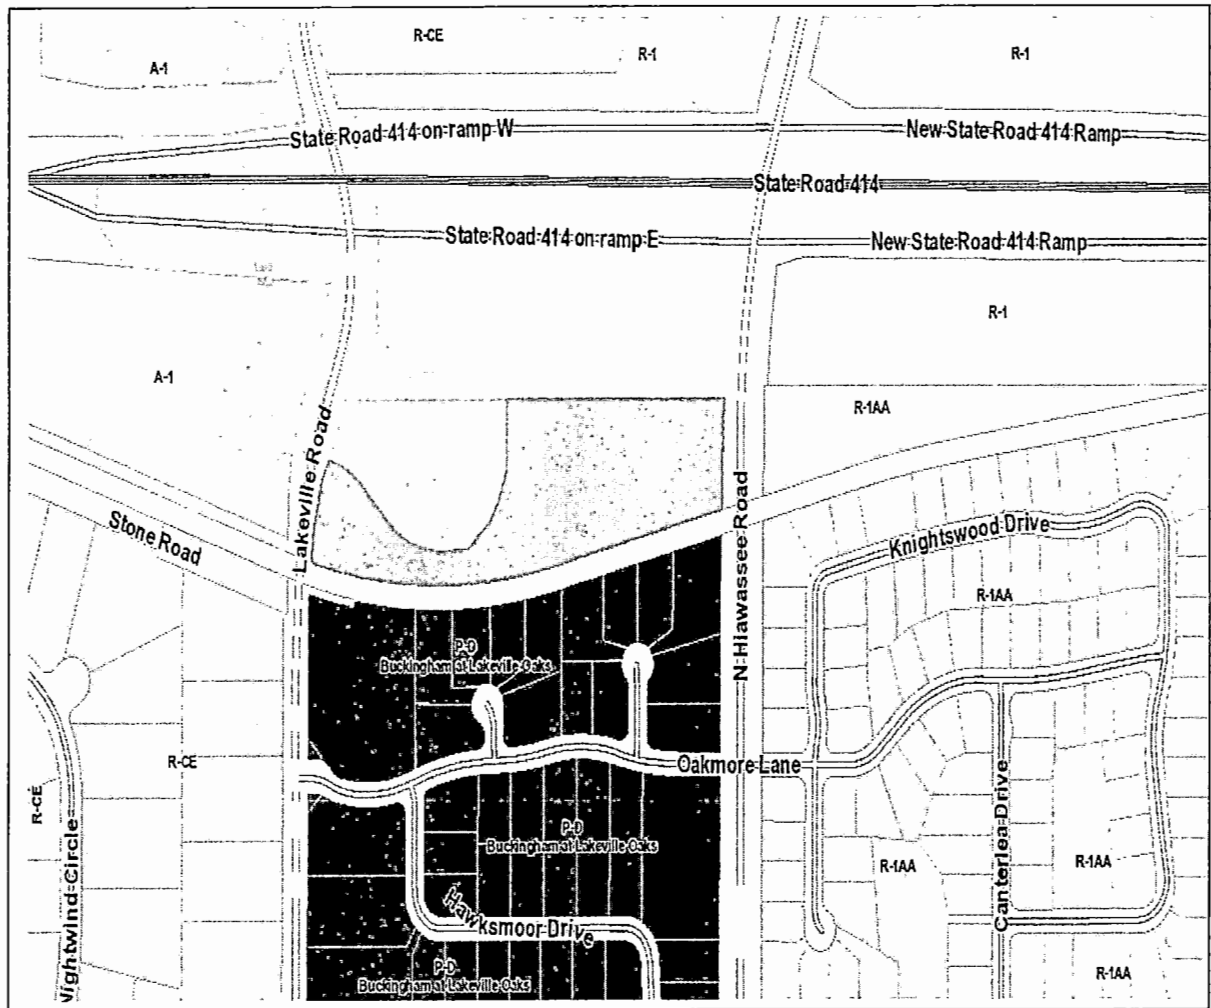 R-CE
R-1
R-1
A-1
State Road 414 on-ramp W
New State Road 414 Ramp
State Road 414
State Road 414 on-ramp E
New State Road 414 Ramp
R-1
A-1
R-1AA
Lakeville Road
N Hiawassee Road
Stone Road
Knightswood Drive
R-1AA
P-D
Buckingham at Lakeville Oaks
R-CE
Oakmore Lane
R-CE
Nightwind Circle
P-D
Buckingham at Lakeville Oaks
R-1AA
Canterlea Drive
R-1AA
Hawksmoor Drive
P-D
Buckingham at Lakeville Oaks
R-1AA